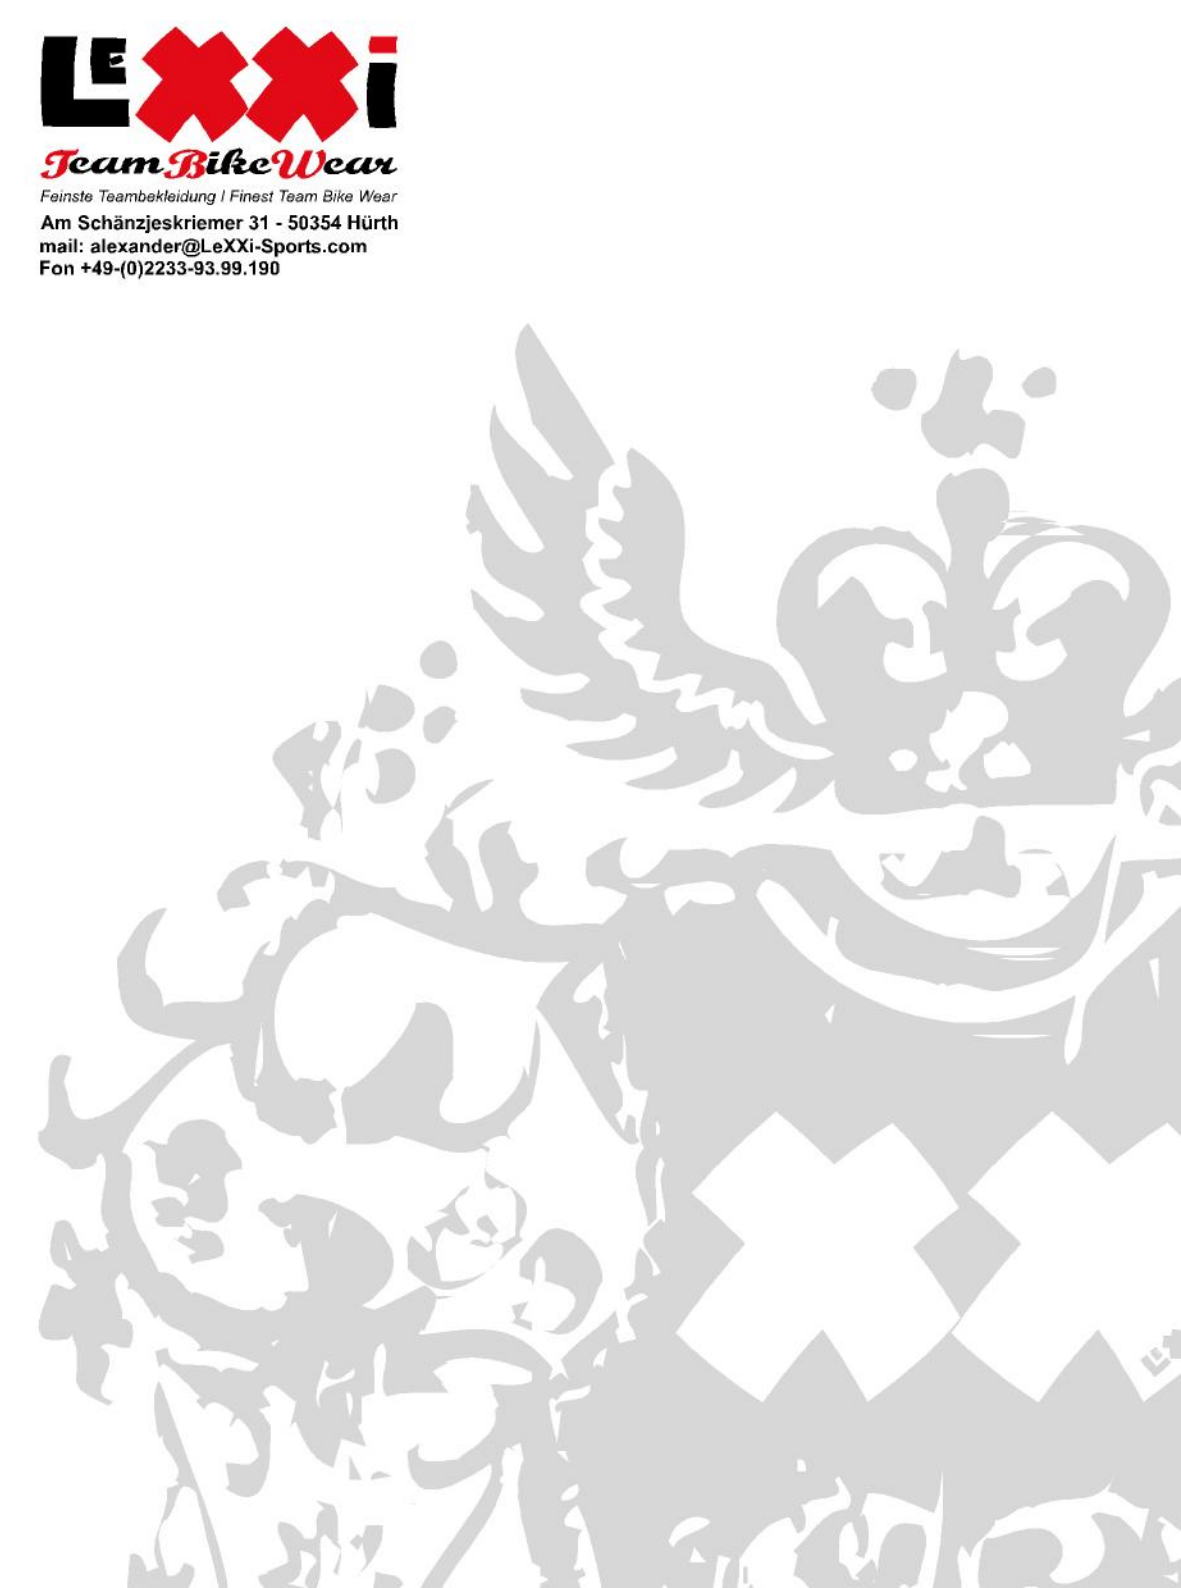 LEXXi
Team Bike Wear
Feinste Teambekleidung I Finest Team Bike Wear
Am Schänzjeskriemer 31 - 50354 Hürth
mail: alexander@LeXXi-Sports.com
Fon +49-(0)2233-93.99.190